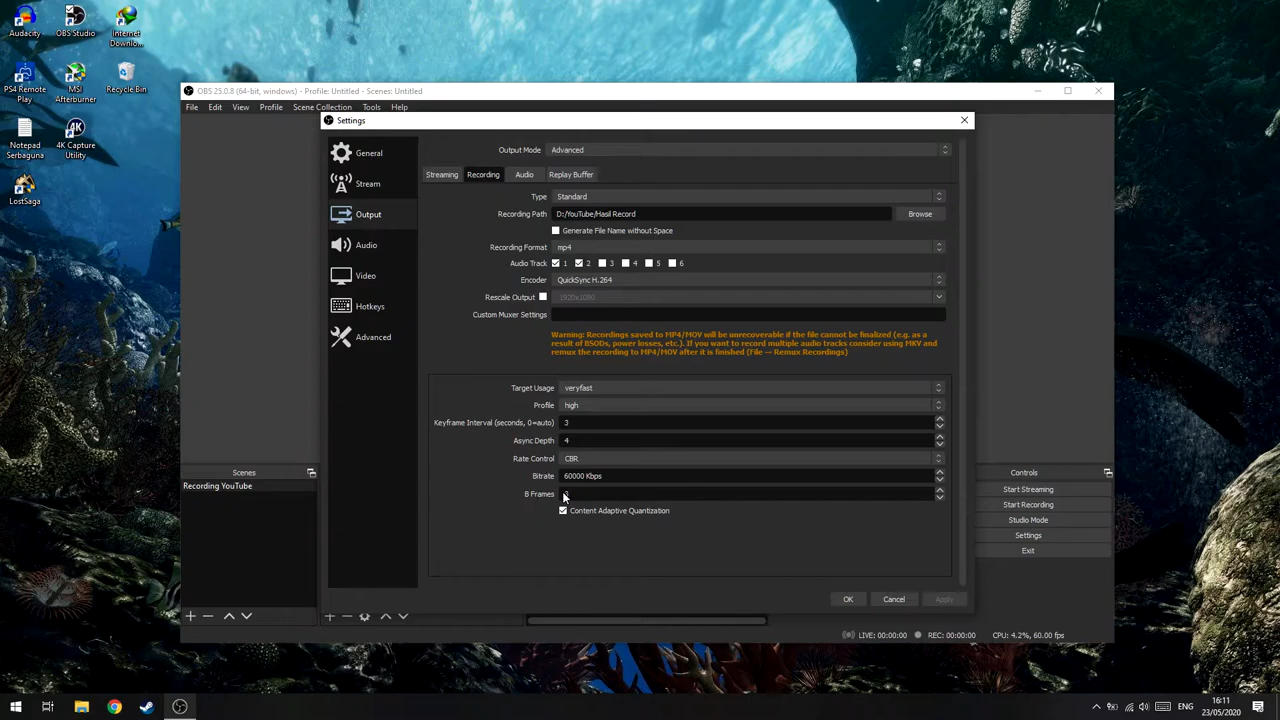 Audacity
OBS Studio
Internet
Downlo...
PS4 Remote
Play
MSI
Afterburner
Recycle Bin
Notepad
Serbaguna
4K Capture
Utility
LostSaga
OBS 25.0.8 (64-bit, windows) - Profile: Untitled - Scenes: Untitled
File Edit View Profile Scene Collection Tools Help
Settings
General
Stream
Output
Audio
Video
Hotkeys
Advanced
Output Mode Advanced
Streaming Recording Audio Replay Buffer
Type Standard
Recording Path D:/YouTube/Hasil Record Browse
Generate File Name without Space
Recording Format mp4
Audio Track 1 2 3 4 5 6
Encoder QuickSync H.264
Rescale Output 1920x1080
Custom Muxer Settings
Warning: Recordings saved to MP4/MOV will be unrecoverable if the file cannot be finalized (e.g. as a
result of BSODs, power losses, etc.). If you want to record multiple audio tracks consider using MKV and
remux the recording to MP4/MOV after it is finished (File → Remux Recordings)
Target Usage veryfast
Profile high
Keyframe Interval (seconds, 0=auto) 3
Async Depth 4
Rate Control CBR
Bitrate 60000 Kbps
B Frames
Content Adaptive Quantization
OK Cancel Apply
Scenes
Recording YouTube
Controls
Start Streaming
Start Recording
Studio Mode
Settings
Exit
LIVE: 00:00:00 REC: 00:00:00 CPU: 4.2%, 60.00 fps
ENG
16:11
23/05/2020